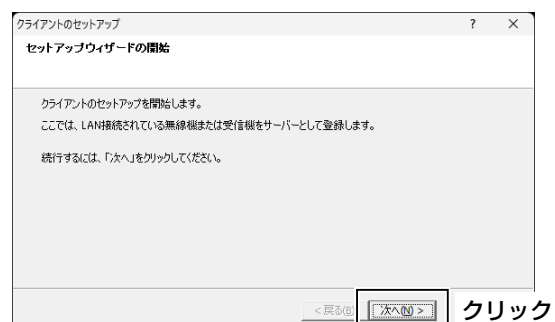 クライアントのセットアップ ? ×
セットアップウィザードの開始
クライアントのセットアップを開始します。
ここでは、LAN接続されている無線機または受信機をサーバーとして登録します。
続行するには、「次へ」をクリックしてください。
< 戻る(B) 次へ(N) > クリック